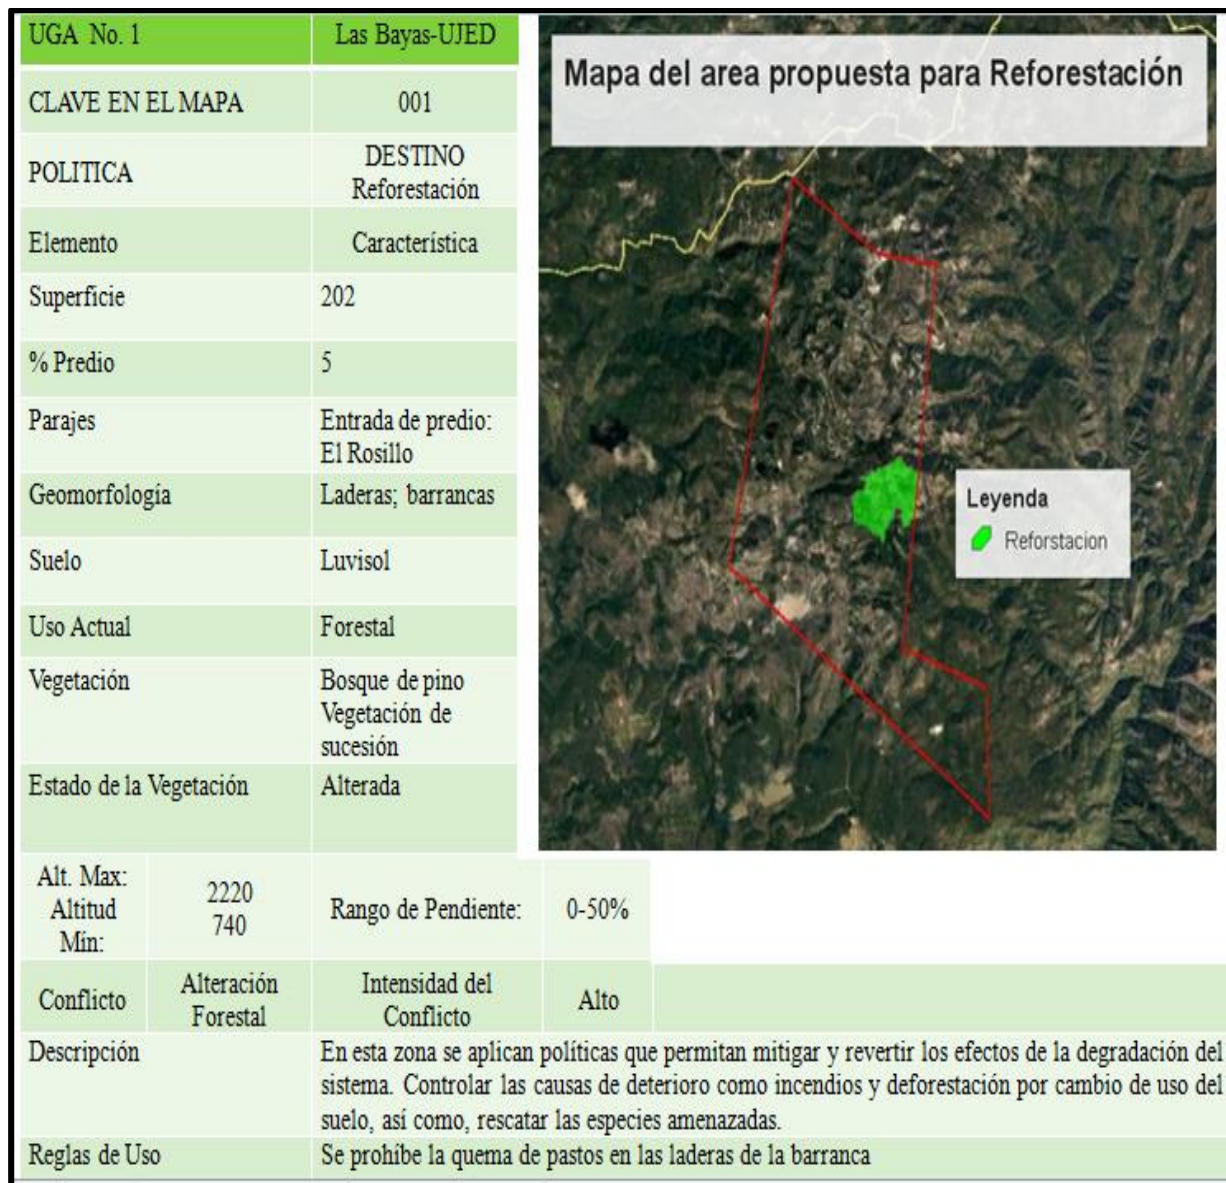 UGA No. 1 Las Bayas-UJED
CLAVE EN EL MAPA 001
POLITICA DESTINO
Reforestación
Elemento Característica
Superficie 202
% Predio 5
Parajes Entrada de predio:
El Rosillo
Geomorfología Laderas; barrancas
Suelo Luvisol
Uso Actual Forestal
Vegetación Bosque de pino
Vegetación de
sucesión
Estado de la Vegetación Alterada
Mapa del area propuesta para Reforestación
Leyenda
Reforstacion
Alt. Max:
Altitud
Mín:
2220
740
Rango de Pendiente: 0-50%
Conflicto
Alteración
Forestal
Intensidad del
Conflicto
Alto
Descripción
En esta zona se aplican políticas que permitan mitigar y revertir los efectos de la degradación del
sistema. Controlar las causas de deterioro como incendios y deforestación por cambio de uso del
suelo, así como, rescatar las especies amenazadas.
Reglas de Uso Se prohíbe la quema de pastos en las laderas de la barranca